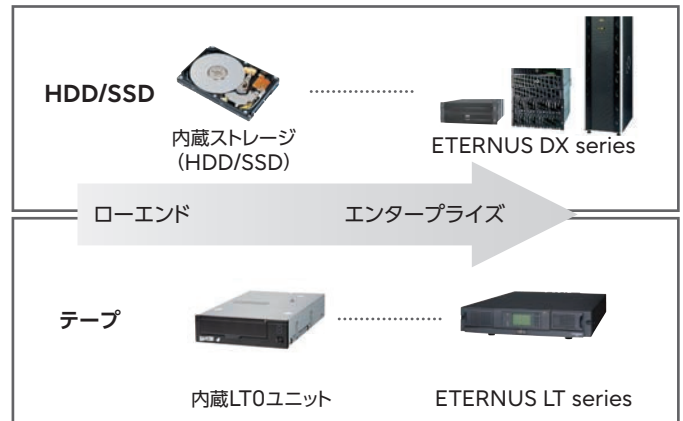 HDD/SSD
内蔵ストレージ
(HDD/SSD)
ETERNUS DX series
ローエンド
エンタープライズ
テープ
内蔵LTOユニット
ETERNUS LT series